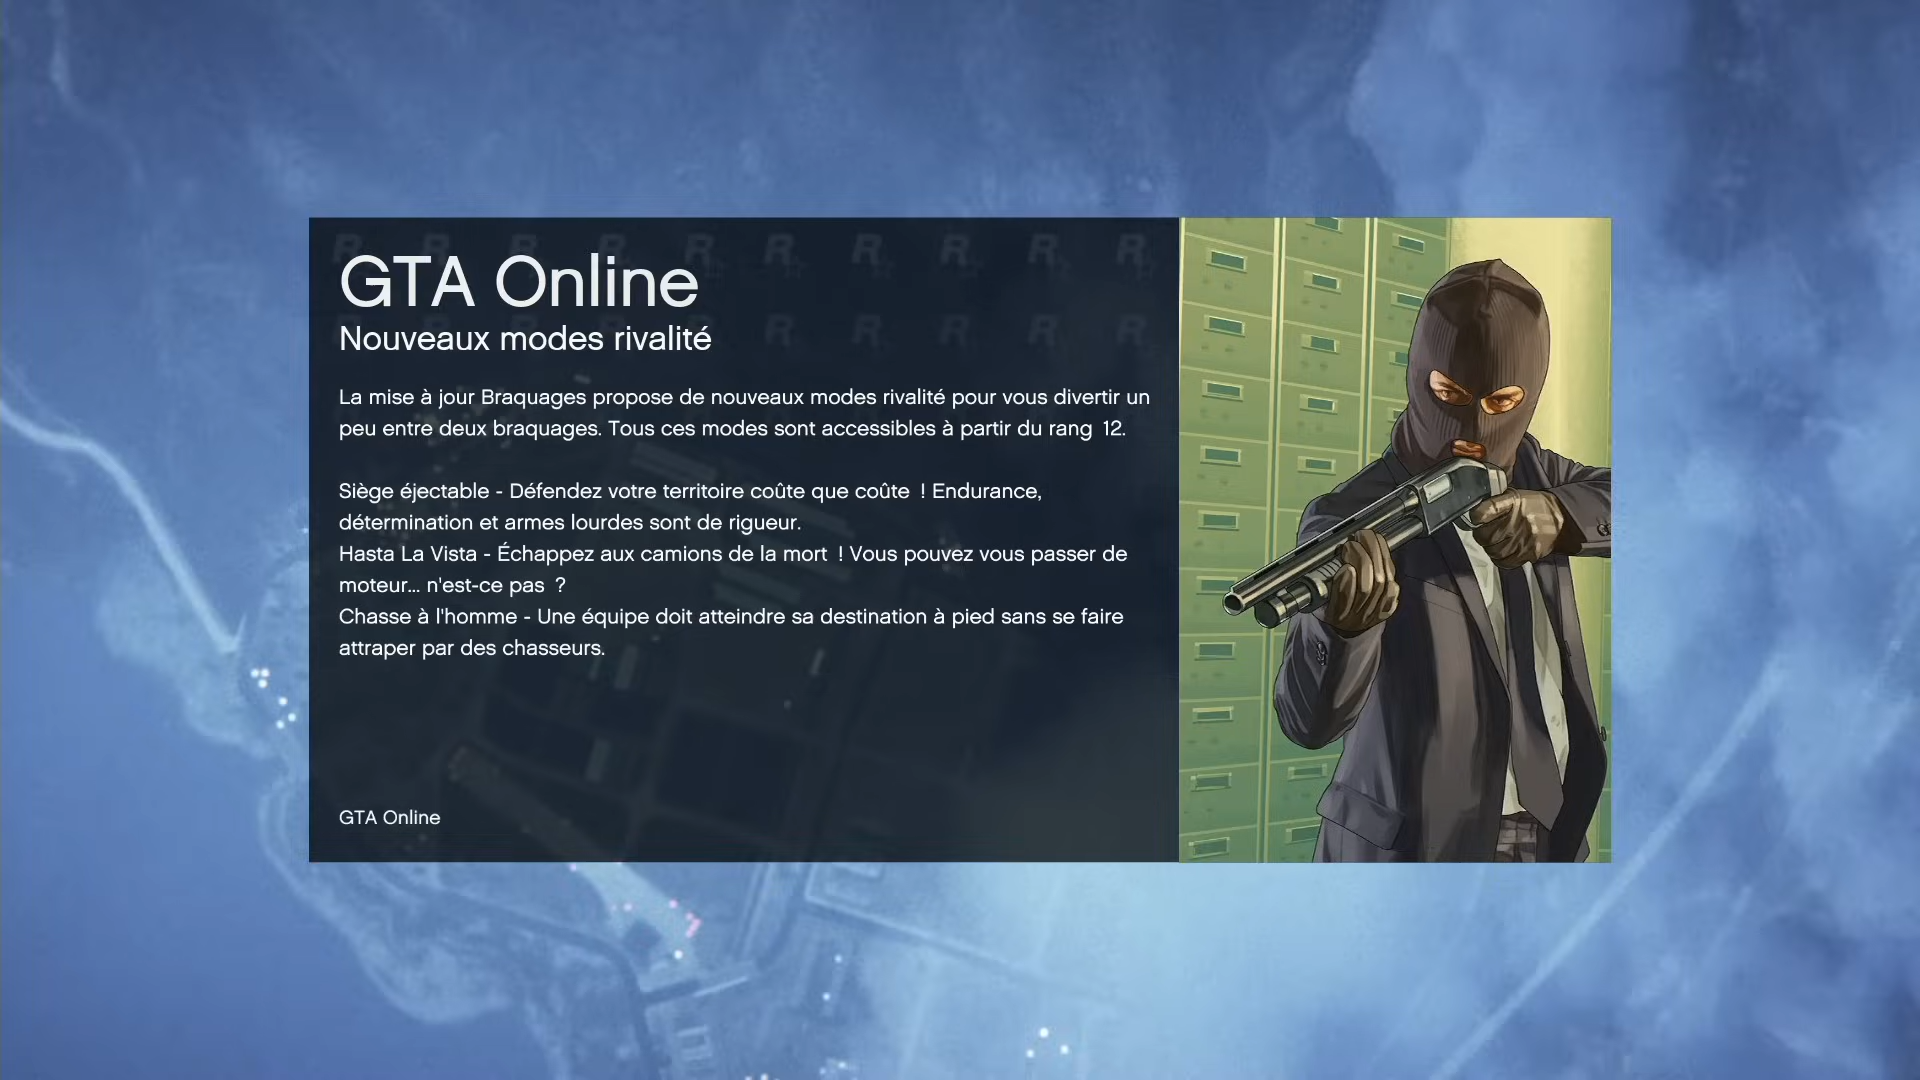 GTA Online
Nouveaux modes rivalité
La mise à jour Braquages propose de nouveaux modes rivalité pour vous divertir un
peu entre deux braquages. Tous ces modes sont accessibles à partir du rang 12.
Siège éjectable - Défendez votre territoire coûte que coûte ! Endurance,
détermination et armes lourdes sont de rigueur.
Hasta La Vista - Échappez aux camions de la mort ! Vous pouvez vous passer de
moteur... n'est-ce pas ?
Chasse à l'homme - Une équipe doit atteindre sa destination à pied sans se faire
attraper par des chasseurs.
GTA Online